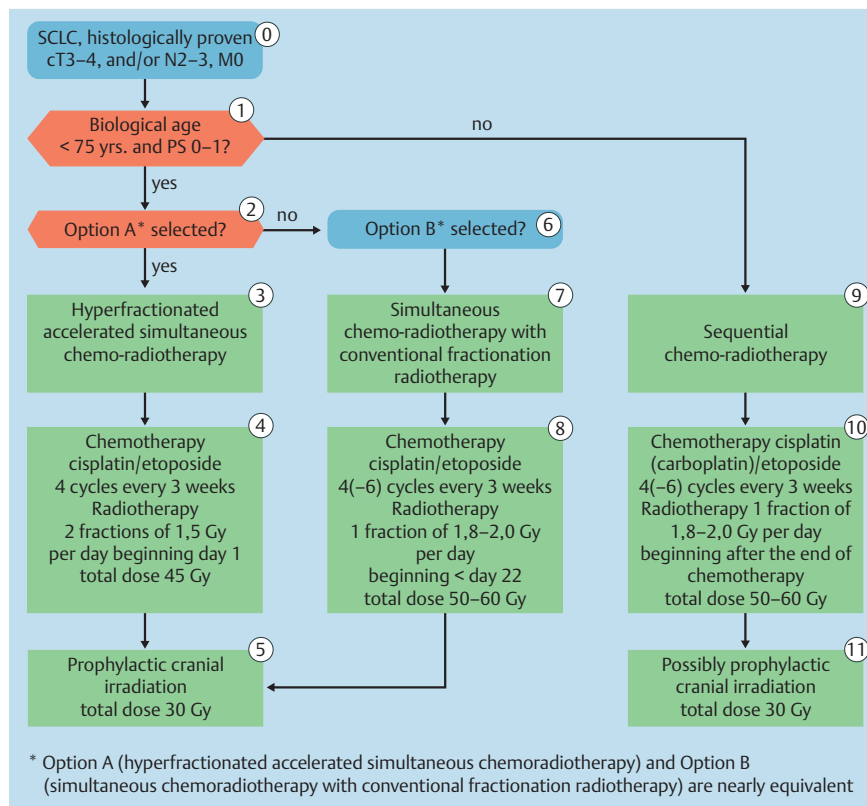 SCLC, histologically proven
cT3–4, and/or N2–3, M0
0
Biological age
< 75 yrs. and PS 0–1?
1
no
yes
Option A* selected?
2
no
Option B* selected?
6
yes
Hyperfractionated
accelerated simultaneous
chemo-radiotherapy
3
Simultaneous
chemo-radiotherapy with
conventional fractionation
radiotherapy
7
Sequential
chemo-radiotherapy
9
Chemotherapy
cisplatin/etoposide
4 cycles every 3 weeks
Radiotherapy
2 fractions of 1,5 Gy
per day beginning day 1
total dose 45 Gy
4
Chemotherapy
cisplatin/etoposide
4(–6) cycles every 3 weeks
Radiotherapy
1 fraction of 1,8–2,0 Gy
per day
beginning < day 22
total dose 50–60 Gy
8
Chemotherapy cisplatin
(carboplatin)/etoposide
4(–6) cycles every 3 weeks
Radiotherapy 1 fraction of
1,8–2,0 Gy per day
beginning after the end of
chemotherapy
total dose 50–60 Gy
10
Prophylactic cranial
irradiation
total dose 30 Gy
5
Possibly prophylactic
cranial irradiation
total dose 30 Gy
11
* Option A (hyperfractionated accelerated simultaneous chemoradiotherapy) and Option B
(simultaneous chemoradiotherapy with conventional fractionation radiotherapy) are nearly equivalent